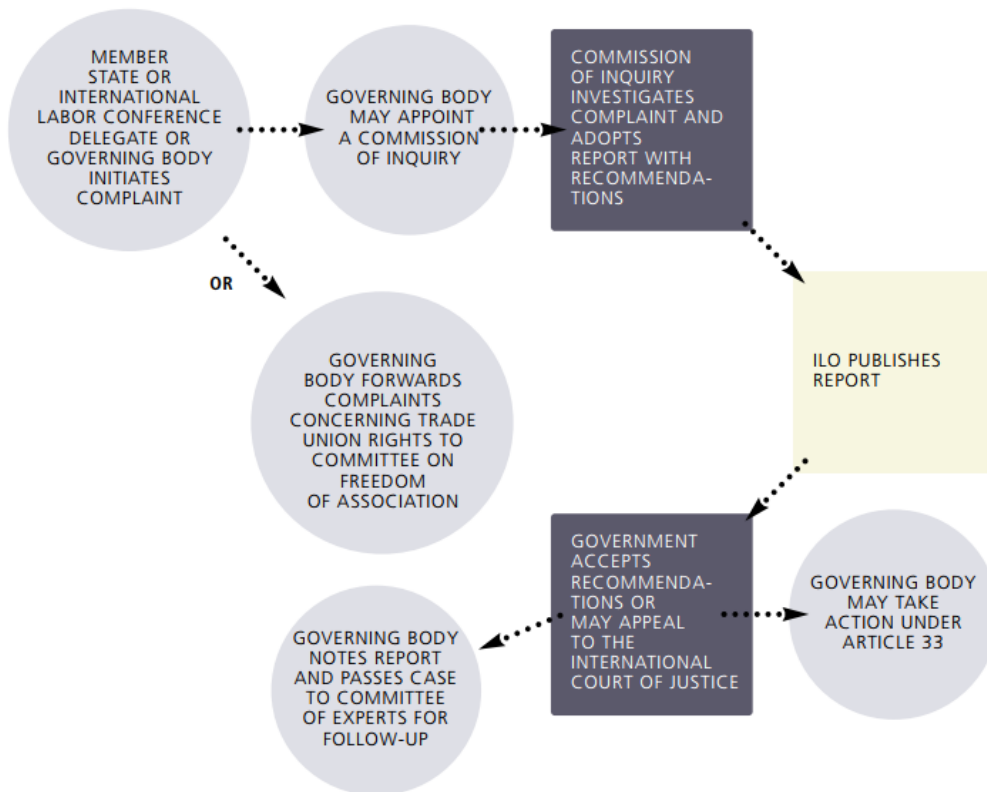 MEMBER
STATE OR
INTERNATIONAL
LABOR CONFERENCE
DELEGATE OR
GOVERNING BODY
INITIATES
COMPLAINT
GOVERNING BODY
MAY APPOINT
A COMMISSION
OF INQUIRY
COMMISSION
OF INQUIRY
INVESTIGATES
COMPLAINT AND
ADOPTS
REPORT WITH
RECOMMENDA-
TIONS
OR
GOVERNING
BODY FORWARDS
COMPLAINTS
CONCERNING TRADE
UNION RIGHTS TO
COMMITTEE ON
FREEDOM
OF ASSOCIATION
ILO PUBLISHES
REPORT
GOVERNMENT
ACCEPTS
RECOMMENDA-
TIONS OR
MAY APPEAL
TO THE
INTERNATIONAL
COURT OF JUSTICE
GOVERNING BODY
MAY TAKE
ACTION UNDER
ARTICLE 33
GOVERNING BODY
NOTES REPORT
AND PASSES CASE
TO COMMITTEE
OF EXPERTS FOR
FOLLOW-UP